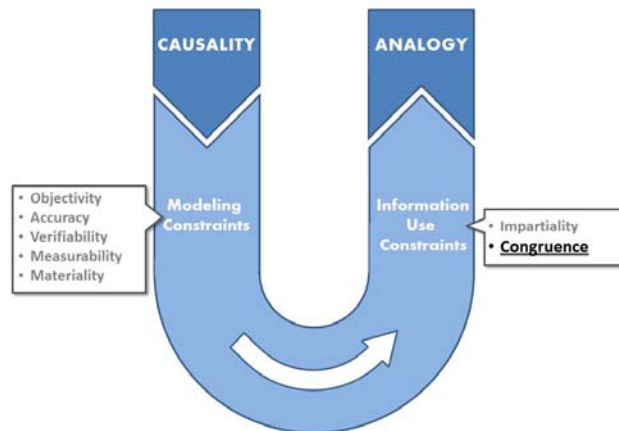 CAUSALITY
ANALOGY
• Objectivity
• Accuracy
• Verifiability
• Measurability
• Materiality
Modeling
Constraints
Information
Use
Constraints
• Impartiality
• Congruence